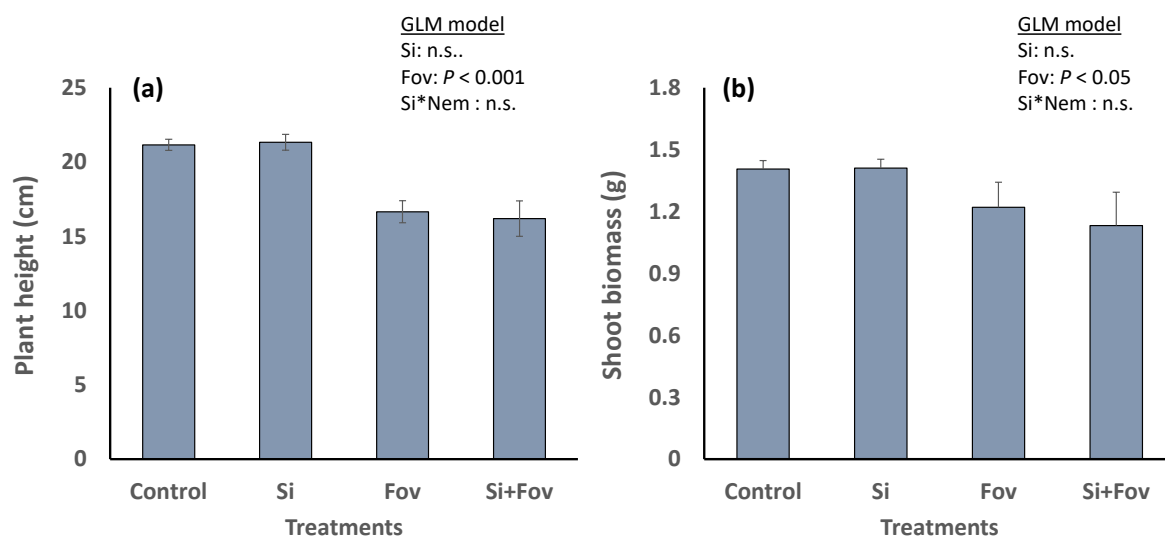 GLM model
Si: n.s..
Fov: P < 0.001
Si*Nem : n.s.
(a)
25
20
15
10
5
0
Plant height (cm)
Control Si Fov Si+Fov
Treatments
GLM model
Si: n.s.
Fov: P < 0.05
Si*Nem : n.s.
(b)
1.8
1.5
1.2
0.9
0.6
0.3
0
Shoot biomass (g)
Control Si Fov Si+Fov
Treatments